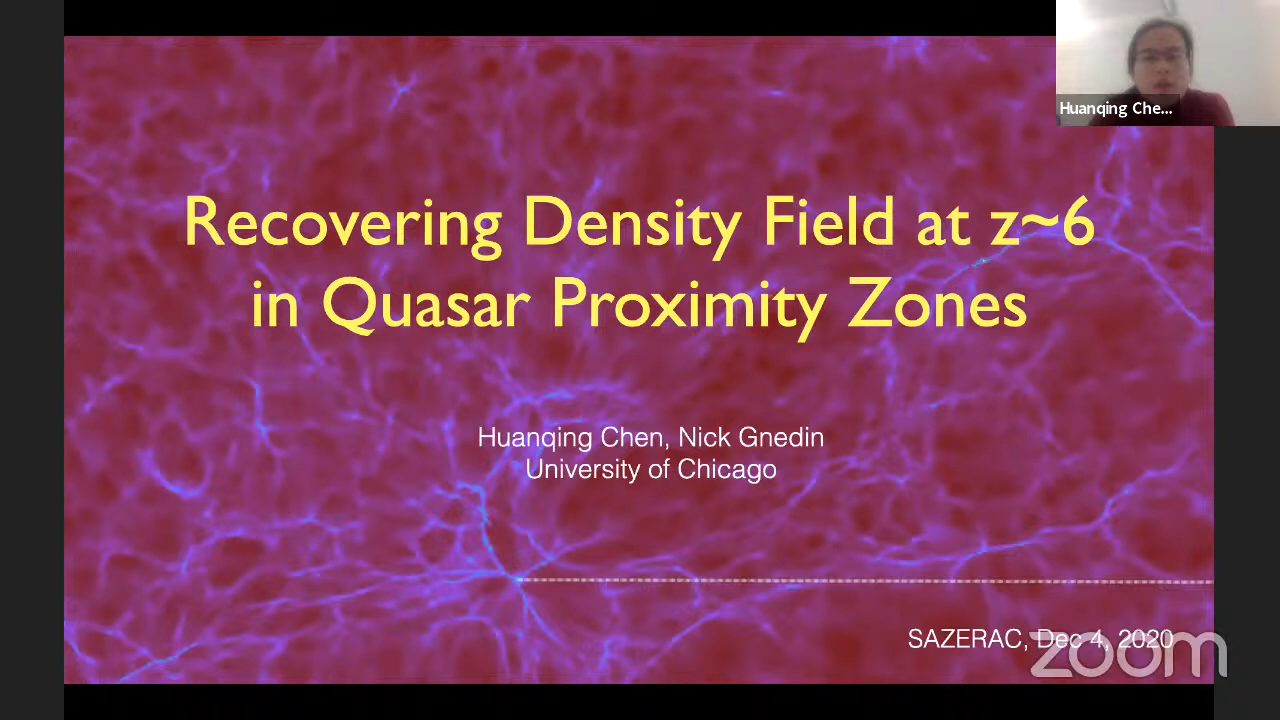 Huanqing Che...
Recovering Density Field at z~6
in Quasar Proximity Zones
Huanqing Chen, Nick Gnedin
University of Chicago
SAZERAC, Dec 4, 2020
zoom